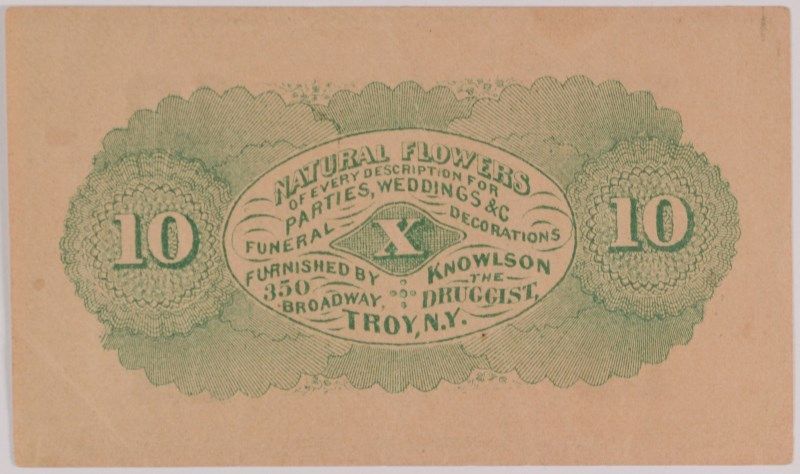 NATURAL FLOWERS
OF EVERY DESCRIPTION FOR
PARTIES, WEDDINGS &C
FUNERAL DECORATIONS
X
10 10
FURNISHED BY KNOWLSON
350 THE
BROADWAY, DRUGGIST,
TROY, N.Y.